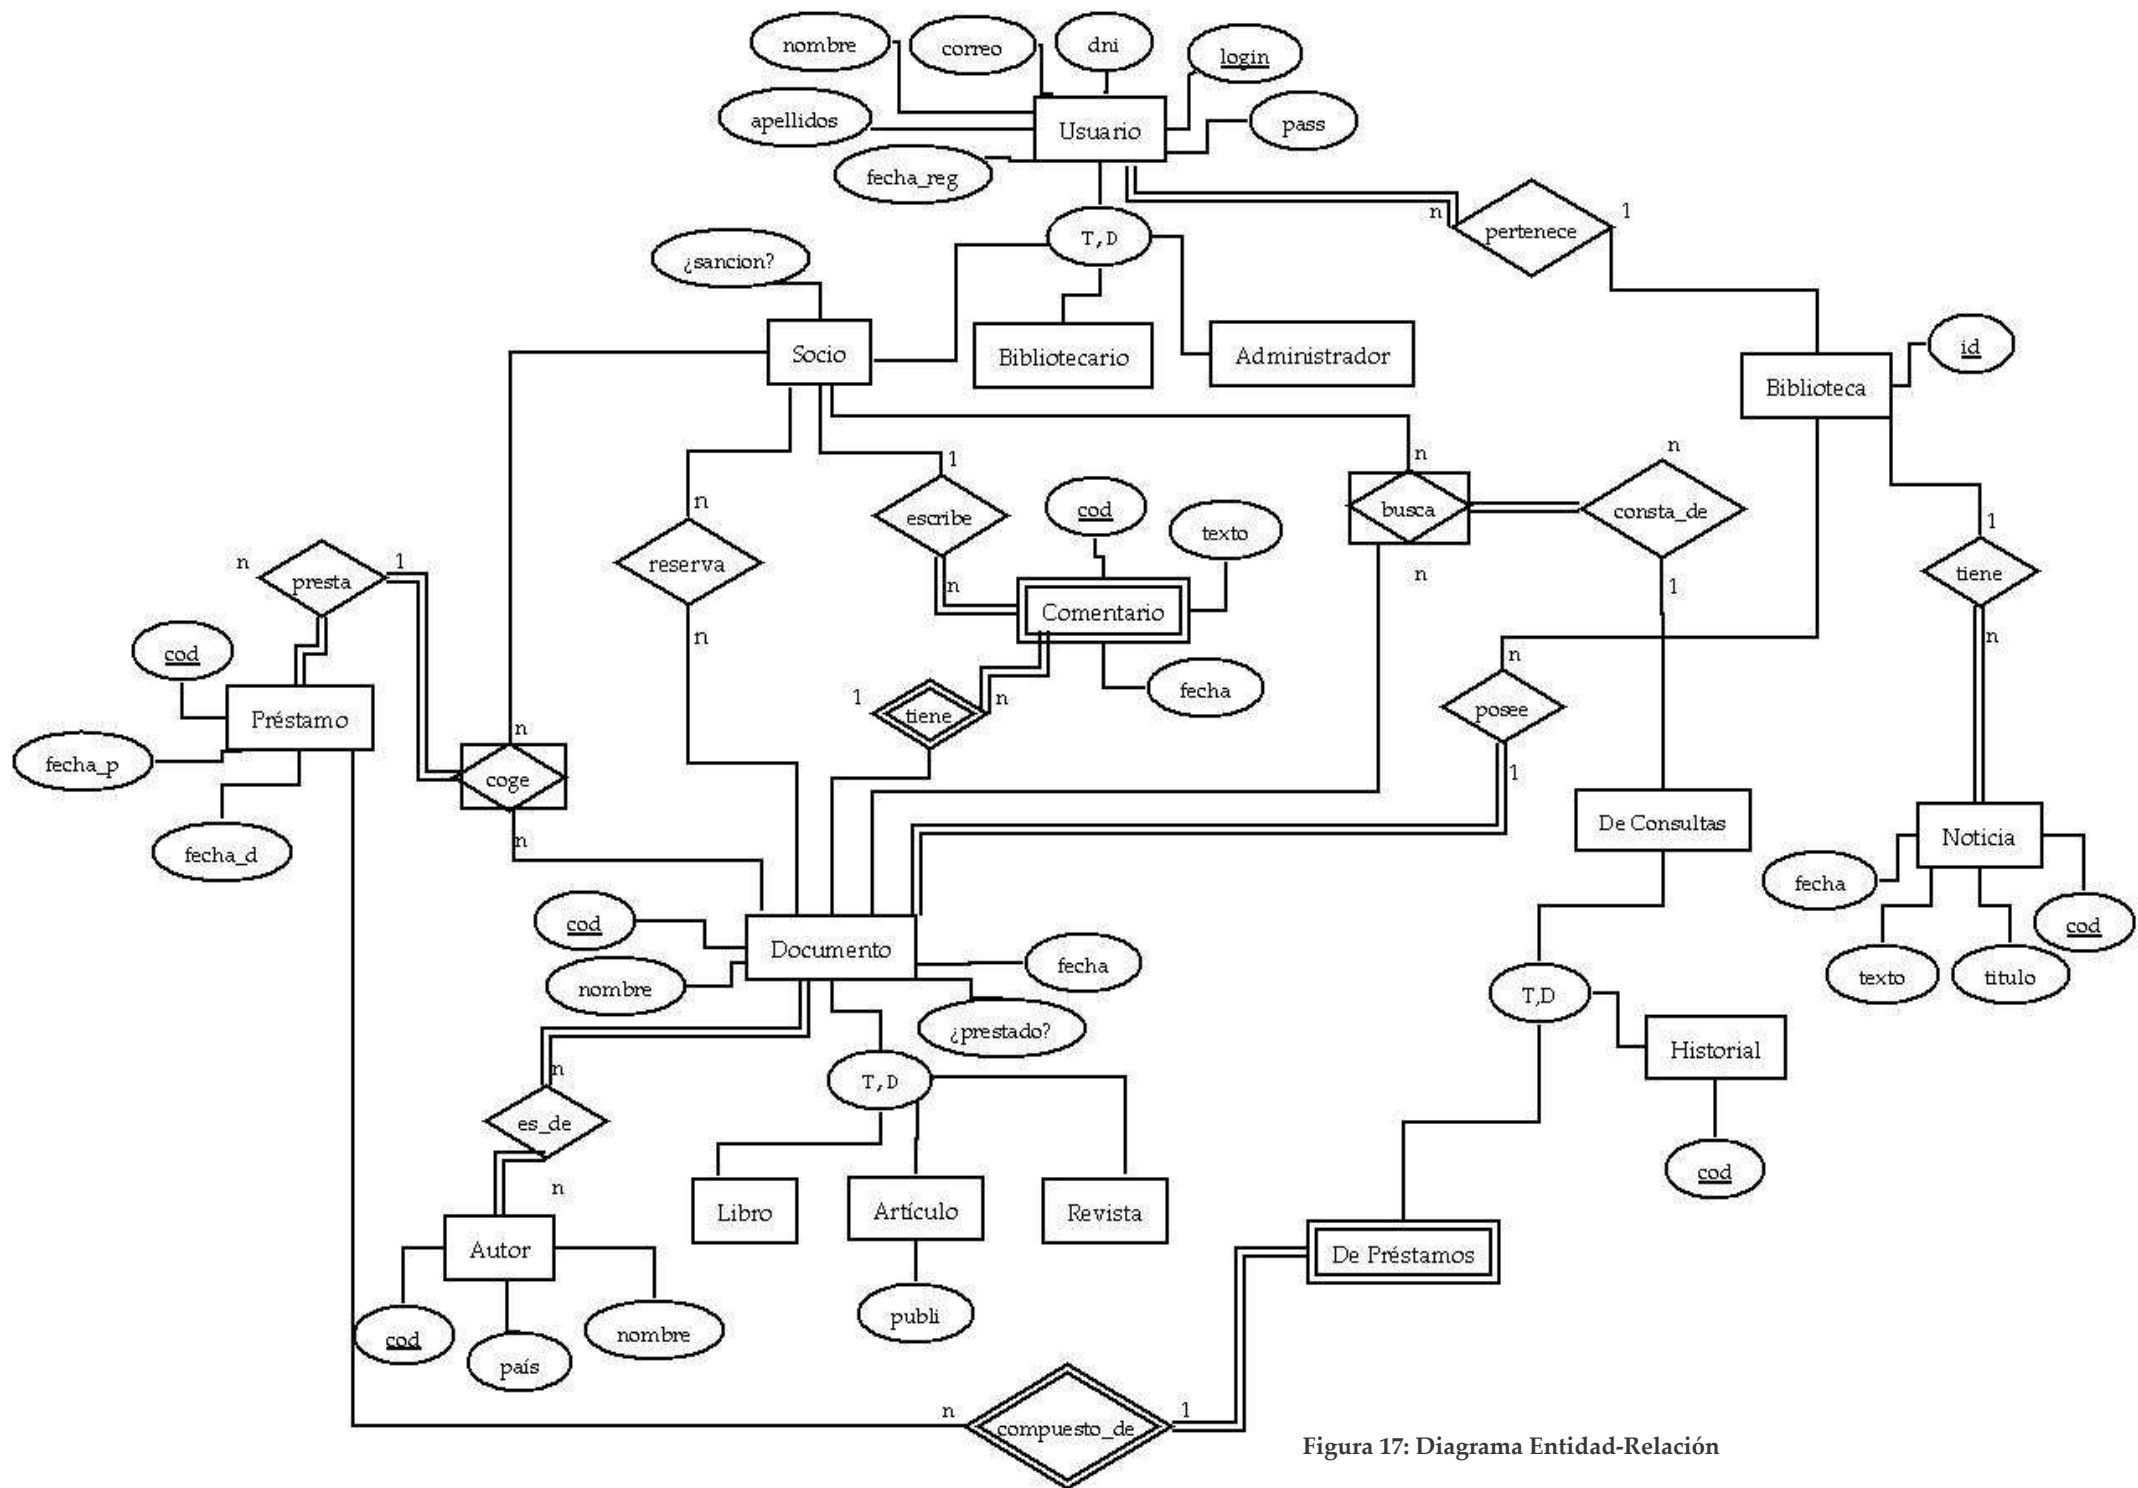 nombre
correo
dni
login
apellidos
Usuario
pass
fecha_reg
n
1
pertenece
T,D
¿sancion?
Socio
Bibliotecario
Administrador
Biblioteca
id
1
n
n
n
escribe
cod
texto
busca
consta_de
1
n
presta
1
reserva
n
tiene
n
Comentario
1
cod
n
n
n
fecha
1
tiene
n
posee
Préstamo
n
fecha_p
coge
1
De Consultas
n
fecha_d
Noticia
fecha
cod
cod
Documento
fecha
texto
titulo
nombre
T,D
¿prestado?
Historial
n
T,D
es_de
cod
n
Libro
Artículo
Revista
Autor
De Préstamos
publi
cod
país
nombre
n
1
compuesto_de
Figura 17: Diagrama Entidad-Relación